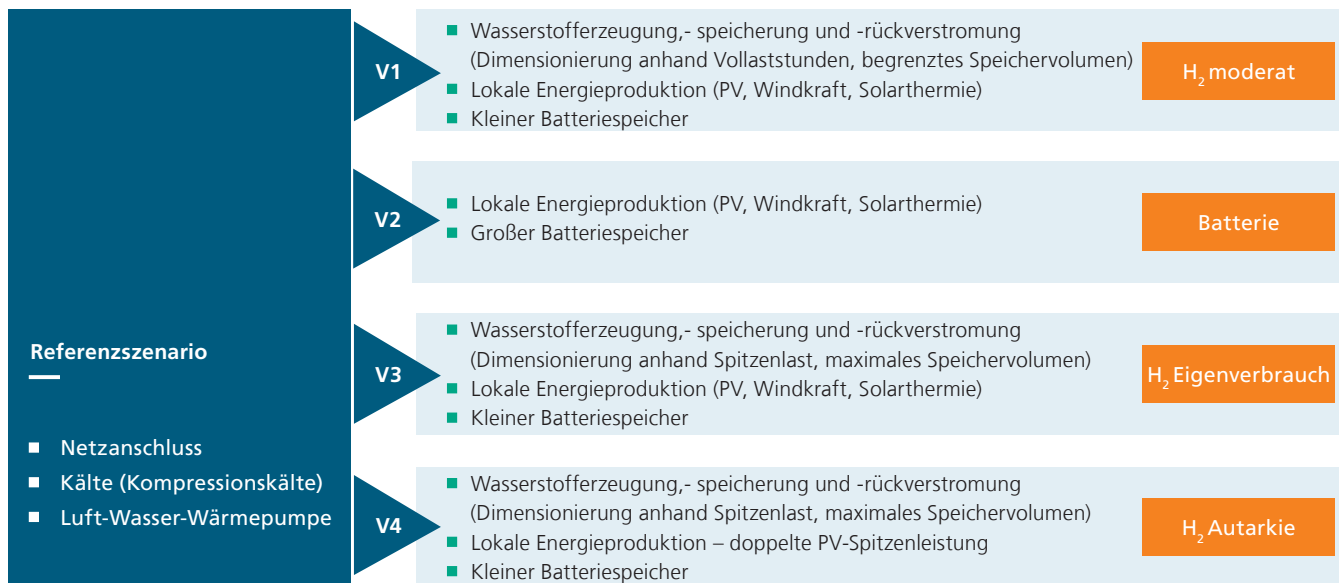 Referenzszenario
Netzanschluss
Kälte (Kompressionskälte)
Luft-Wasser-Wärmepumpe
V1
Wasserstofferzeugung,- speicherung und -rückverstromung
(Dimensionierung anhand Vollaststunden, begrenztes Speichervolumen)
Lokale Energieproduktion (PV, Windkraft, Solarthermie)
Kleiner Batteriespeicher
H₂ moderat
V2
Lokale Energieproduktion (PV, Windkraft, Solarthermie)
Großer Batteriespeicher
Batterie
V3
Wasserstofferzeugung,- speicherung und -rückverstromung
(Dimensionierung anhand Spitzenlast, maximales Speichervolumen)
Lokale Energieproduktion (PV, Windkraft, Solarthermie)
Kleiner Batteriespeicher
H₂ Eigenverbrauch
V4
Wasserstofferzeugung,- speicherung und -rückverstromung
(Dimensionierung anhand Spitzenlast, maximales Speichervolumen)
Lokale Energieproduktion – doppelte PV-Spitzenleistung
Kleiner Batteriespeicher
H₂ Autarkie